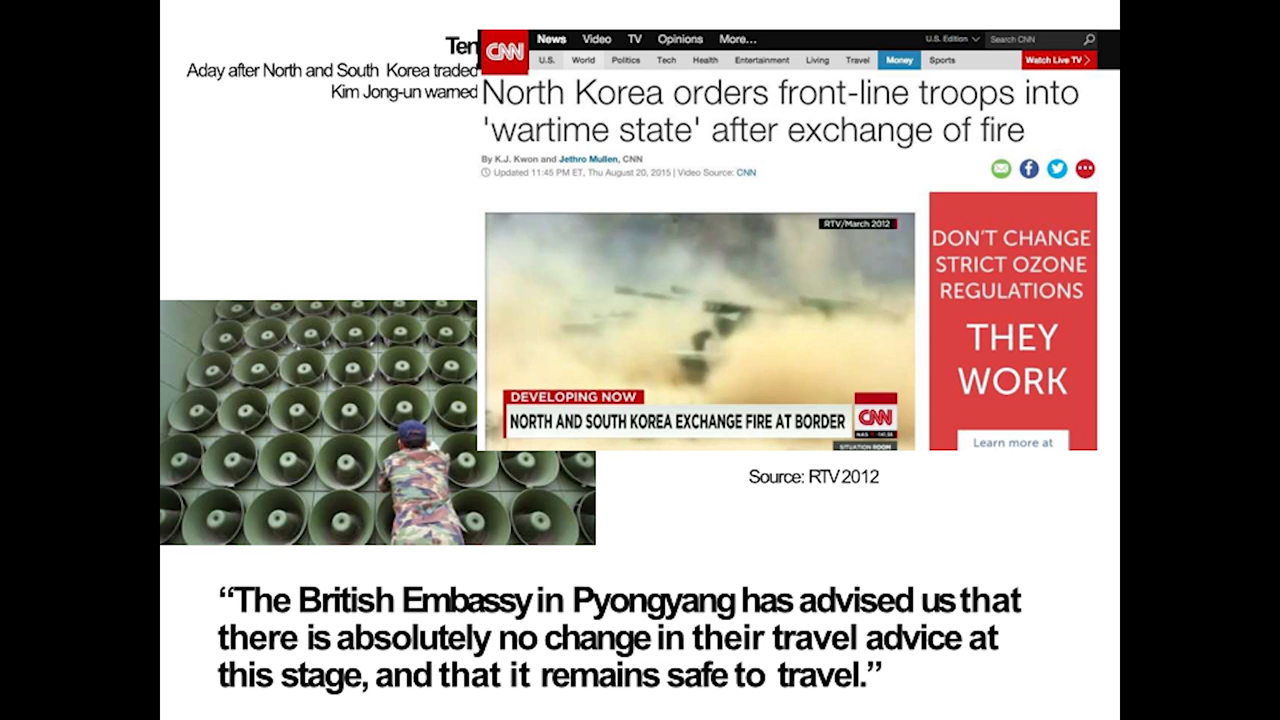 Ten
Aday after North and South Korea traded
Kim Jong-un warned
CNN
News Video TV Opinions More...
U.S. Edition
Search CNN
U.S. World Politics Tech Health Entertainment Living Travel Money Sports
Watch Live TV
North Korea orders front-line troops into
'wartime state' after exchange of fire
By K.J. Kwon and Jethro Mullen, CNN
Updated 11:45 PM ET, Thu August 20, 2015 | Video Source: CNN
RTV/March 2012
DEVELOPING NOW
NORTH AND SOUTH KOREA EXCHANGE FIRE AT BORDER
CNN
SITUATION ROOM
DON'T CHANGE
STRICT OZONE
REGULATIONS
THEY
WORK
Learn more at
Source: RTV 2012
“The British Embassy in Pyongyang has advised us that
there is absolutely no change in their travel advice at
this stage, and that it remains safe to travel.”